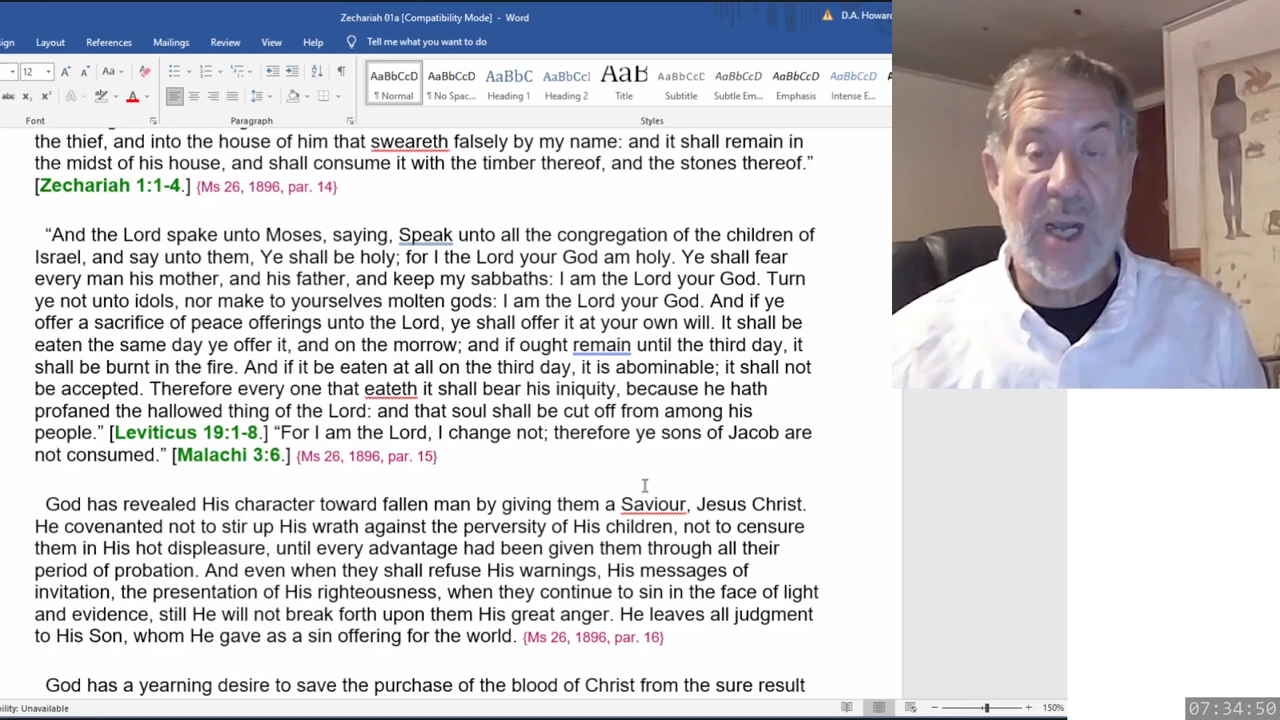 Zechariah 01a [Compatibility Mode] - Word
D.A. Howard
sign Layout References Mailings Review View Help Tell me what you want to do
12 Aa
abc x₂ x² A A
AaBbCcD AaBbCcD AaBbC AaBbCcI AaB AaBbCcD AaBbCcD AaBbCcD AaBbCcD
¶ Normal ¶ No Spac... Heading 1 Heading 2 Title Subtitle Subtle Em... Emphasis Intense E...
Font Paragraph Styles
the thief, and into the house of him that sweareth falsely by my name: and it shall remain in
the midst of his house, and shall consume it with the timber thereof, and the stones thereof.”
[Zechariah 1:1-4.] {Ms 26, 1896, par. 14}
“And the Lord spake unto Moses, saying, Speak unto all the congregation of the children of
Israel, and say unto them, Ye shall be holy; for I the Lord your God am holy. Ye shall fear
every man his mother, and his father, and keep my sabbaths: I am the Lord your God. Turn
ye not unto idols, nor make to yourselves molten gods: I am the Lord your God. And if ye
offer a sacrifice of peace offerings unto the Lord, ye shall offer it at your own will. It shall be
eaten the same day ye offer it, and on the morrow; and if ought remain until the third day, it
shall be burnt in the fire. And if it be eaten at all on the third day, it is abominable; it shall not
be accepted. Therefore every one that eateth it shall bear his iniquity, because he hath
profaned the hallowed thing of the Lord: and that soul shall be cut off from among his
people.” [Leviticus 19:1-8.] “For I am the Lord, I change not; therefore ye sons of Jacob are
not consumed.” [Malachi 3:6.] {Ms 26, 1896, par. 15}
God has revealed His character toward fallen man by giving them a Saviour, Jesus Christ.
He covenanted not to stir up His wrath against the perversity of His children, not to censure
them in His hot displeasure, until every advantage had been given them through all their
period of probation. And even when they shall refuse His warnings, His messages of
invitation, the presentation of His righteousness, when they continue to sin in the face of light
and evidence, still He will not break forth upon them His great anger. He leaves all judgment
to His Son, whom He gave as a sin offering for the world. {Ms 26, 1896, par. 16}
God has a yearning desire to save the purchase of the blood of Christ from the sure result
bility: Unavailable
150%
07:34:50